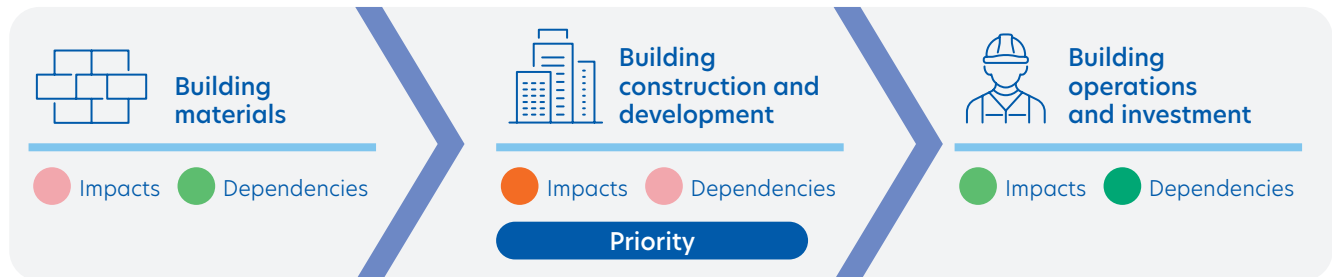 Building
materials
Impacts
Dependencies
Building
construction and
development
Impacts
Dependencies
Priority
Building
operations
and investment
Impacts
Dependencies